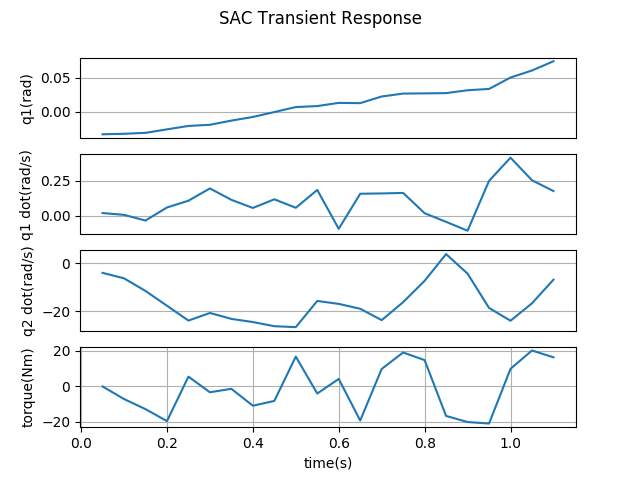 SAC Transient Response
q1(rad)
0.05
0.00
q1 dot(rad/s)
0.25
0.00
q2 dot(rad/s)
0
−20
torque(Nm)
20
0
−20
0.0 0.2 0.4 0.6 0.8 1.0
time(s)